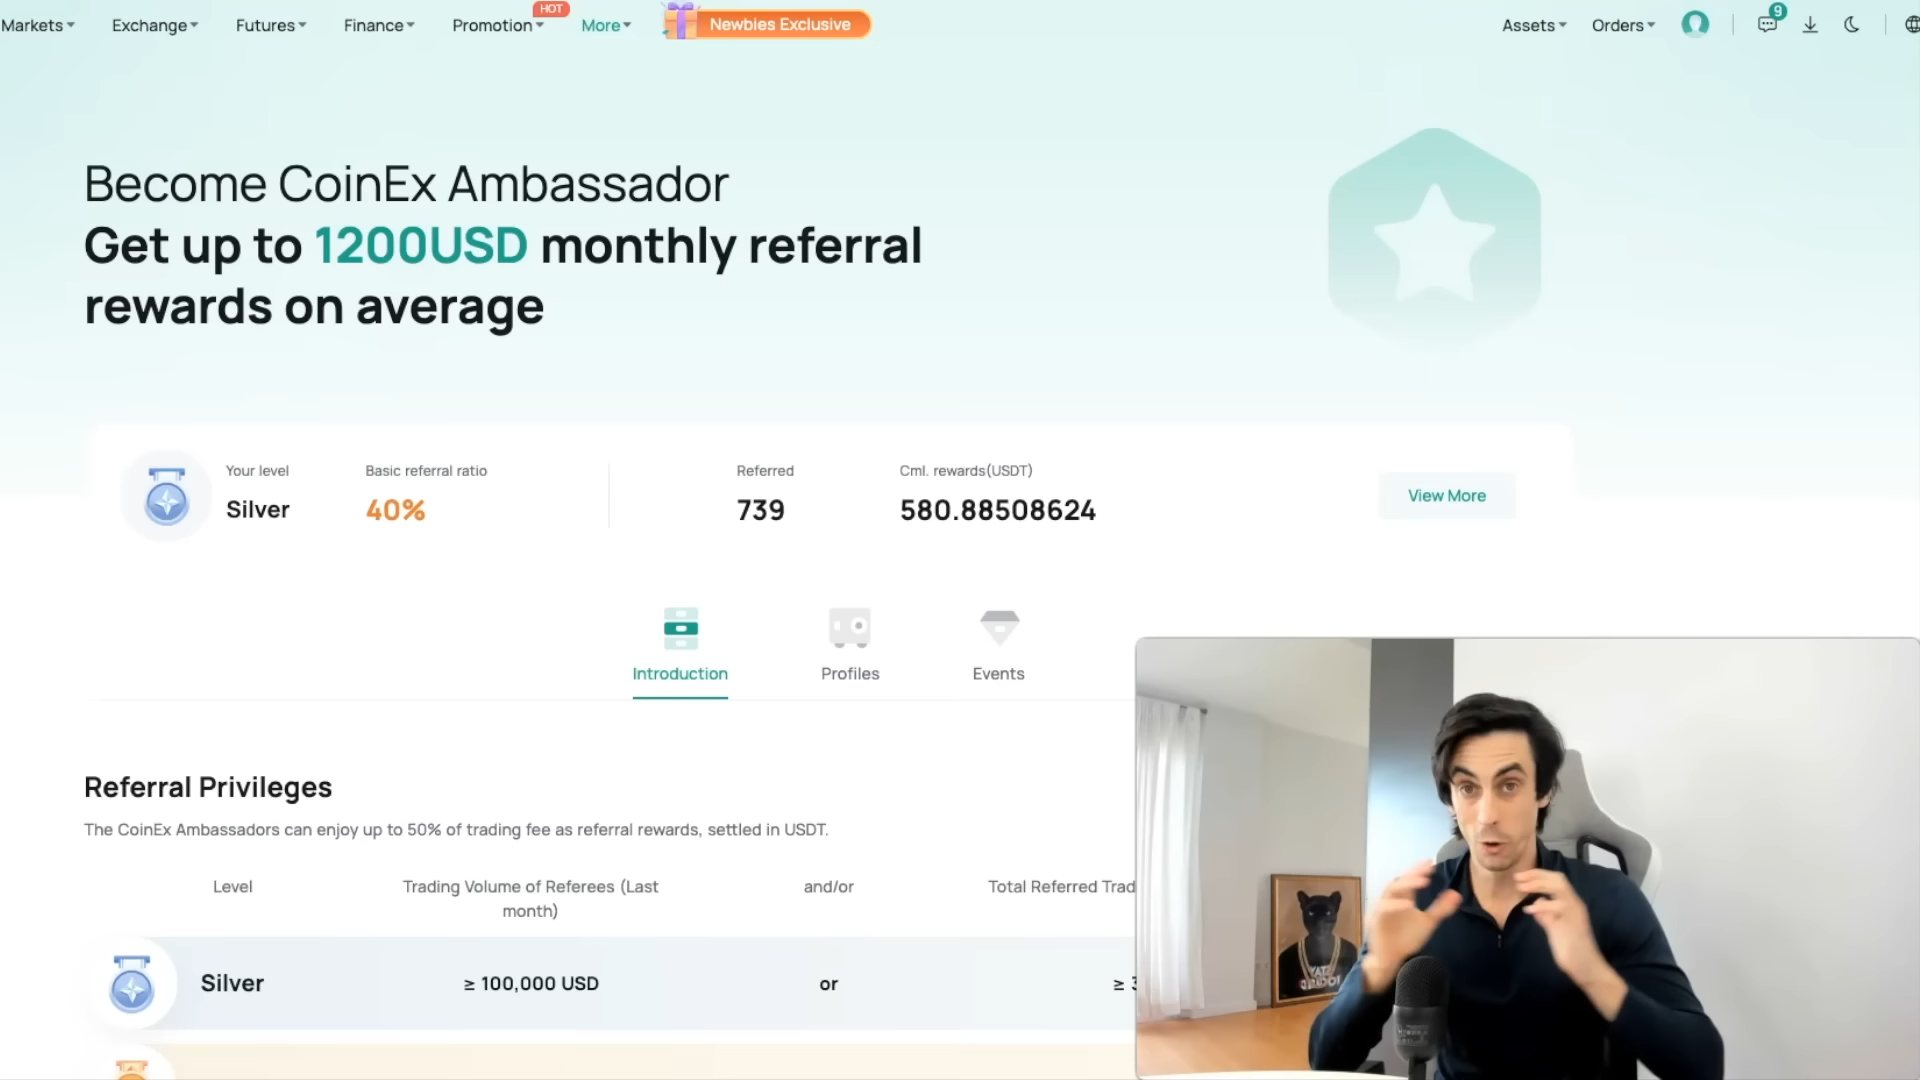 Markets
Exchange
Futures
Finance
Promotion
HOT
More
Newbies Exclusive
Assets
Orders
9
Become CoinEx Ambassador
Get up to 1200USD monthly referral
rewards on average
Your level
Silver
Basic referral ratio
40%
Referred
739
Cml. rewards(USDT)
580.88508624
View More
Introduction
Profiles
Events
Referral Privileges
The CoinEx Ambassadors can enjoy up to 50% of trading fee as referral rewards, settled in USDT.
Level
Trading Volume of Referees (Last
month)
and/or
Total Referred Trad
Silver
≥ 100,000 USD
or
≥ 3